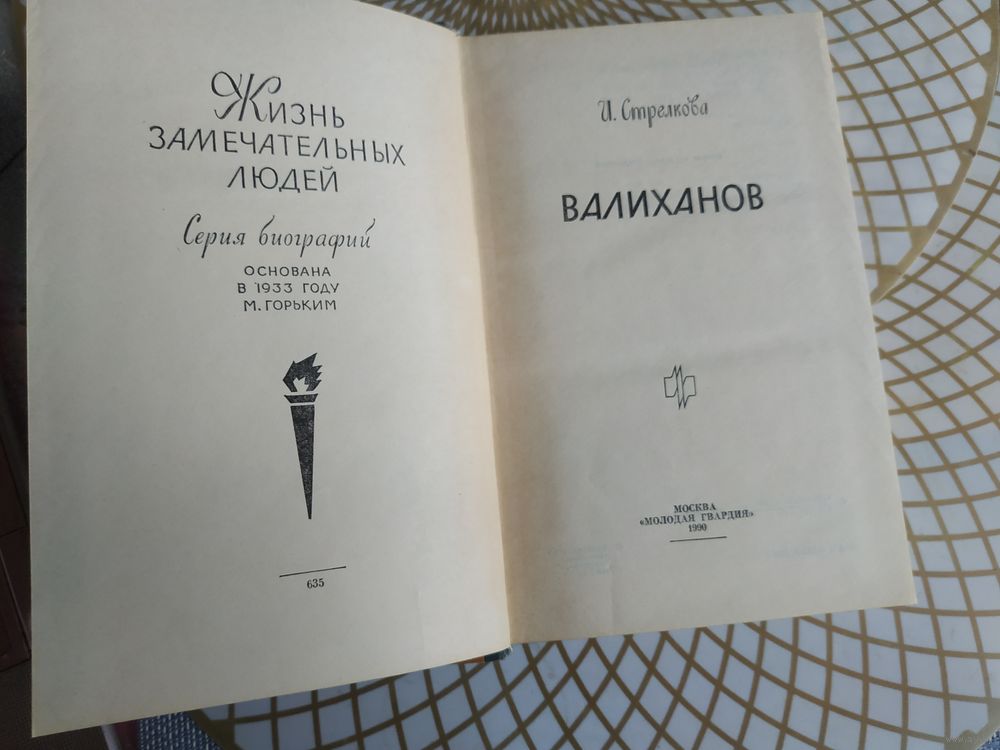 Жизнь
ЗАМЕЧАТЕЛЬНЫХ
ЛЮДЕЙ
Серия биографий
ОСНОВАНА
В 1933 ГОДУ
М. ГОРЬКИМ
635
И. Стрелкова
ВАЛИХАНОВ
МОСКВА
«МОЛОДАЯ ГВАРДИЯ»
1990